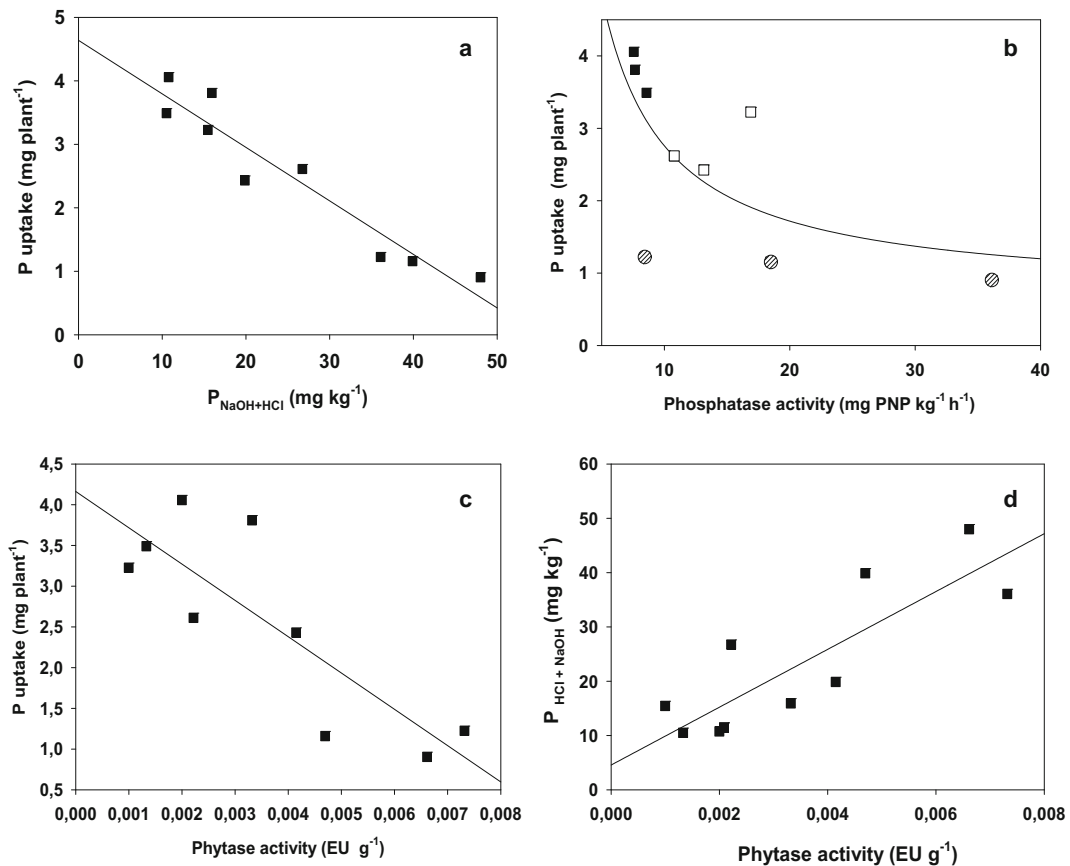 a
P uptake (mg plant⁻¹)
5
4
3
2
1
0
0 10 20 30 40 50
P_NaOH+HCl (mg kg⁻¹)
b
P uptake (mg plant⁻¹)
4
3
2
1
0
10 20 30 40
Phosphatase activity (mg PNP kg⁻¹ h⁻¹)
c
P uptake (mg plant⁻¹)
4,5
4,0
3,5
3,0
2,5
2,0
1,5
1,0
0,5
0,000 0,001 0,002 0,003 0,004 0,005 0,006 0,007 0,008
Phytase activity (EU g⁻¹)
d
P HCl + NaOH (mg kg⁻¹)
60
50
40
30
20
10
0
0,000 0,002 0,004 0,006 0,008
Phytase activity (EU g⁻¹)